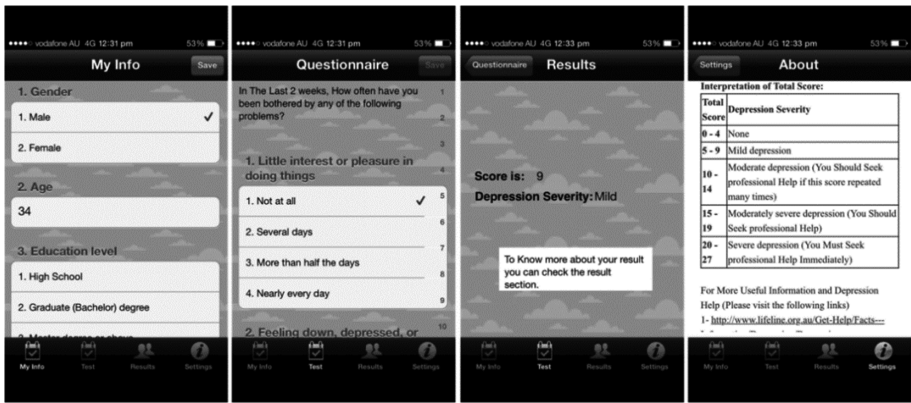 vodafone AU 4G 12:31 pm 53%
My Info Save
1. Gender
1. Male
2. Female
2. Age
34
3. Education level
1. High School
2. Graduate (Bachelor) degree
My Info Test Results Settings
vodafone AU 4G 12:31 pm 53%
Questionnaire Save
In The Last 2 weeks, How often have you
been bothered by any of the following
problems?
1. Little interest or pleasure in
doing things
1. Not at all
2. Several days
3. More than half the days
4. Nearly every day
2. Feeling down, depressed, or
1
2
3
4
5
6
7
8
9
10
My Info Test Results Settings
vodafone AU 4G 12:33 pm 53%
Questionnaire Results
Score is: 9
Depression Severity: Mild
To Know more about your result
you can check the result
section.
My Info Test Results Settings
vodafone AU 4G 12:33 pm 53%
Settings About
Interpretation of Total Score:
Total
Score Depression Severity
0 - 4 None
5 - 9 Mild depression
10 -
14
Moderate depression (You Should Seek
professional Help if this score repeated
many times)
15 -
19
Moderately severe depression (You Should
Seek professional Help)
20 -
27
Severe depression (You Must Seek
professional Help Immediately)
For More Useful Information and Depression
Help (Please visit the following links)
1- http://www.lifeline.org.au/Get-Help/Facts---
My Info Test Results Settings